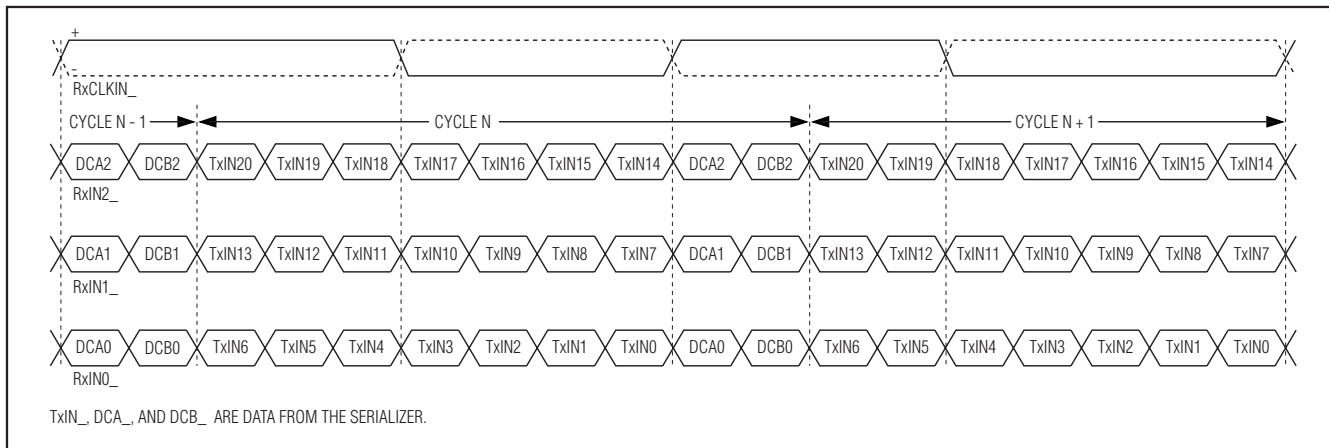 +
-
RxCLKIN_
CYCLE N - 1 CYCLE N CYCLE N + 1
DCA2 DCB2 TxIN20 TxIN19 TxIN18 TxIN17 TxIN16 TxIN15 TxIN14 DCA2 DCB2 TxIN20 TxIN19 TxIN18 TxIN17 TxIN16 TxIN15 TxIN14
RxIN2_
DCA1 DCB1 TxIN13 TxIN12 TxIN11 TxIN10 TxIN9 TxIN8 TxIN7 DCA1 DCB1 TxIN13 TxIN12 TxIN11 TxIN10 TxIN9 TxIN8 TxIN7
RxIN1_
DCA0 DCB0 TxIN6 TxIN5 TxIN4 TxIN3 TxIN2 TxIN1 TxIN0 DCA0 DCB0 TxIN6 TxIN5 TxIN4 TxIN3 TxIN2 TxIN1 TxIN0
RxIN0_
TxIN_, DCA_, AND DCB_ ARE DATA FROM THE SERIALIZER.